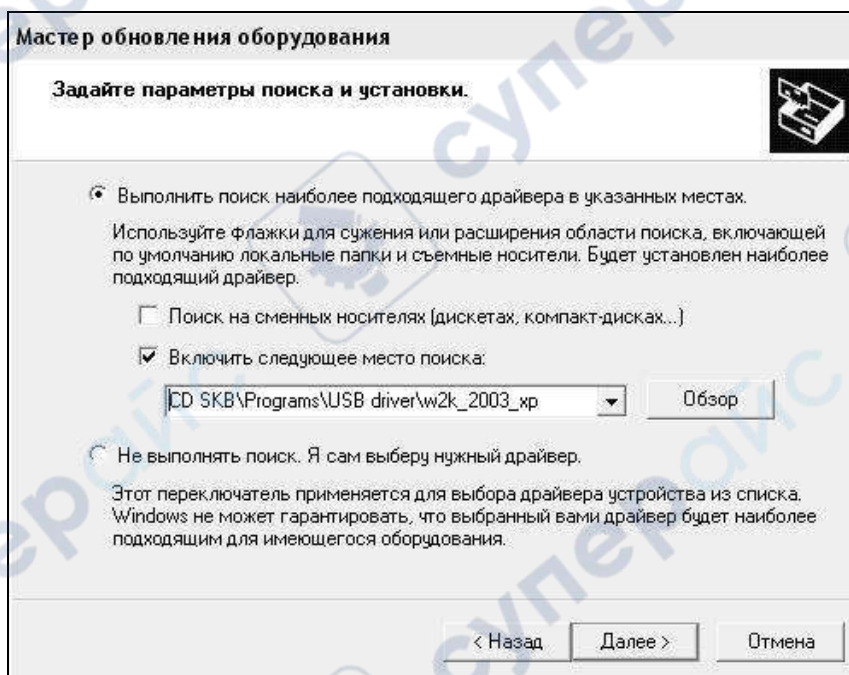 Мастер обновления оборудования
Задайте параметры поиска и установки.
Выполнить поиск наиболее подходящего драйвера в указанных местах.
Используйте флажки для сужения или расширения области поиска, включающей
по умолчанию локальные папки и съемные носители. Будет установлен наиболее
подходящий драйвер.
Поиск на сменных носителях (дискетах, компакт-дисках...)
Включить следующее место поиска:
CD SKB\Programs\USB driver\w2k_2003_xp
Обзор
Не выполнять поиск. Я сам выберу нужный драйвер.
Этот переключатель применяется для выбора драйвера устройства из списка.
Windows не может гарантировать, что выбранный вами драйвер будет наиболее
подходящим для имеющегося оборудования.
< Назад Далее > Отмена